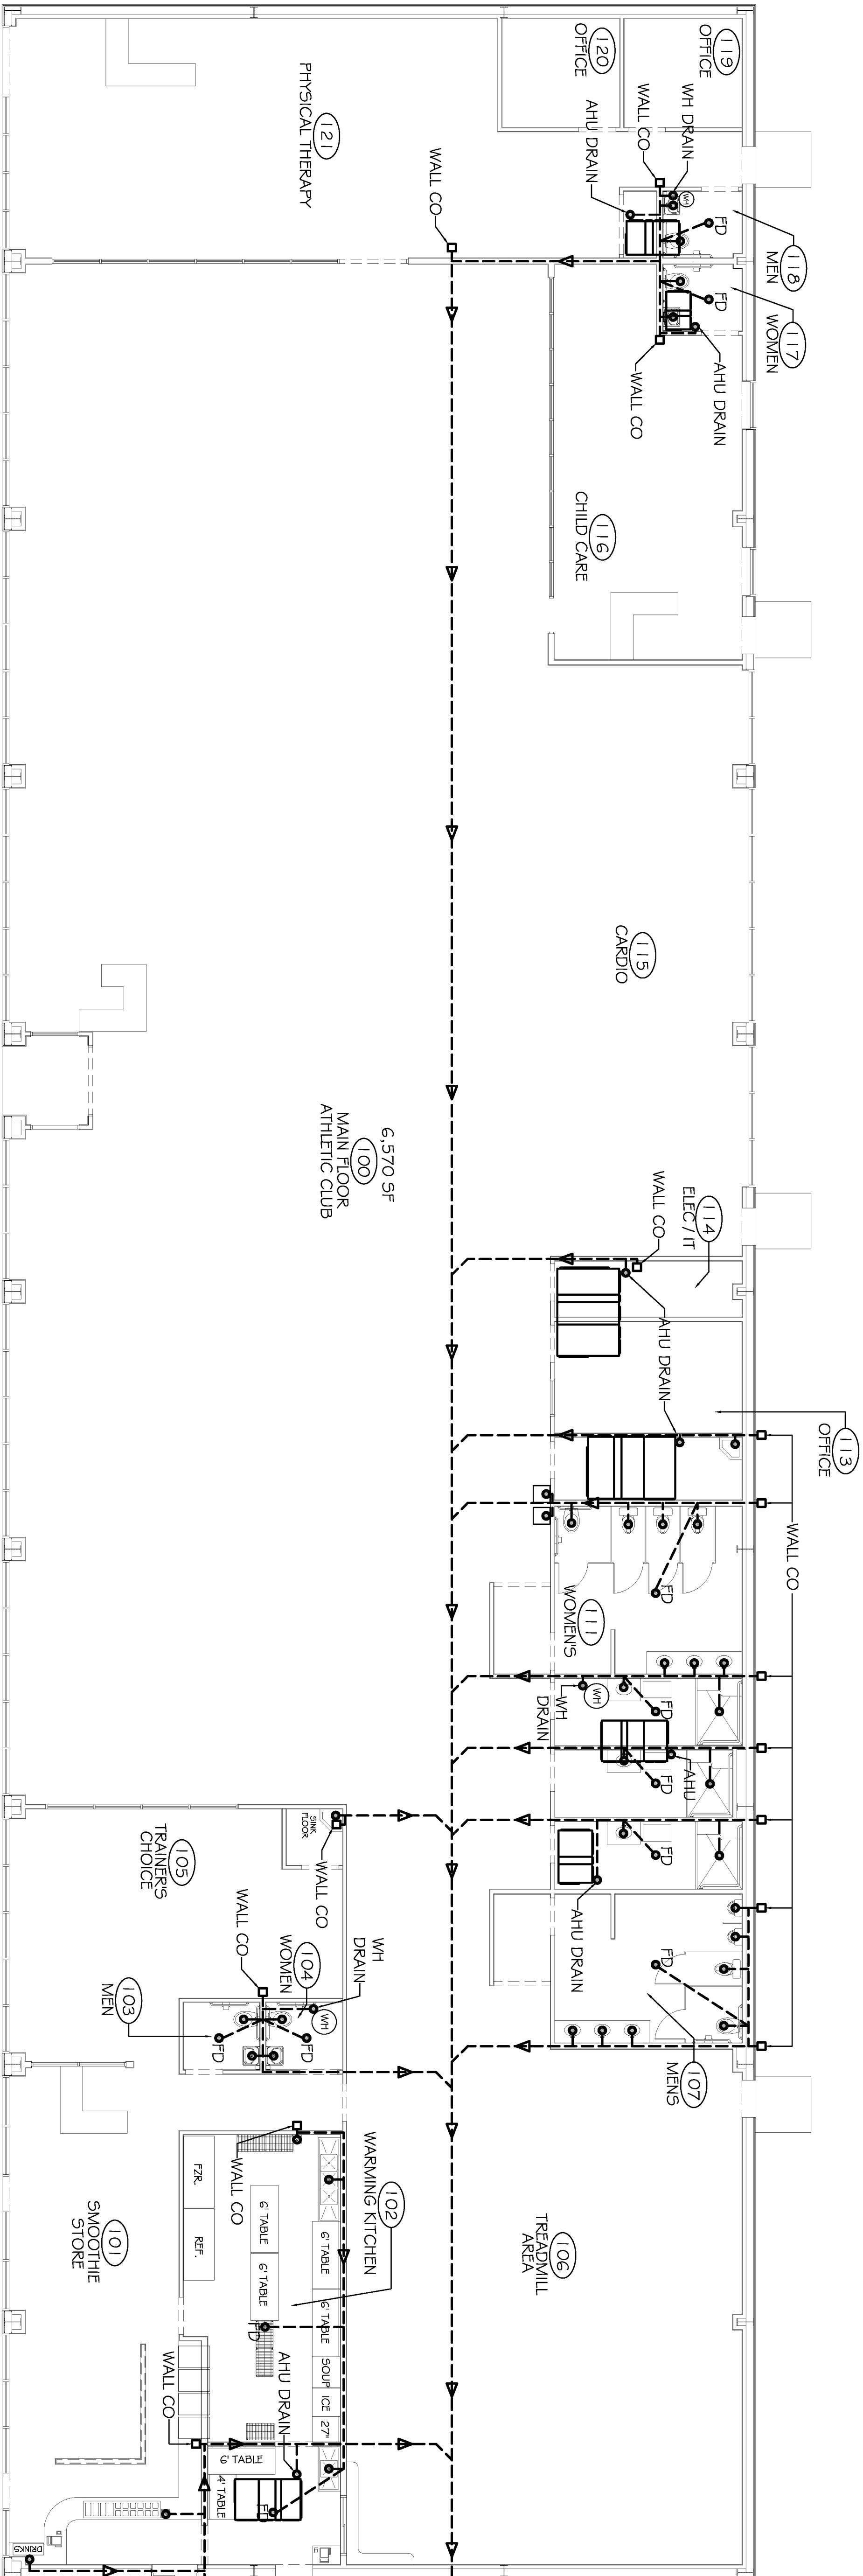 119
OFFICE
120
OFFICE
WH DRAIN
WALL CO
AHU DRAIN
121
PHYSICAL THERAPY
WALL CO
WH
FD
118
MEN
FD
117
WOMEN
AHU DRAIN
WALL CO
116
CHILD CARE
115
CARDIO
6,570 SF
100
MAIN FLOOR
ATHLETIC CLUB
114
ELEC / IT
WALL CO
AHU DRAIN
113
OFFICE
WALL CO
FD
111
WOMEN'S
WH
WH
DRAIN
FD
AHU
FD
FD
AHU DRAIN
FD
107
MENS
SINK
FLOOR
WALL CO
105
TRAINER'S
CHOICE
WALL CO
WH
DRAIN
104
WOMEN
103
MEN
WH
FD
FD
WALL CO
102
WARMING KITCHEN
106
TREADMILL
AREA
FZR.
REF.
6' TABLE
6' TABLE
6' TABLE
6' TABLE
SOUP
ICE
27"
FD
101
SMOOTHIE
STORE
WALL CO
AHU DRAIN
6' TABLE
4' TABLE
FD
DRINKS